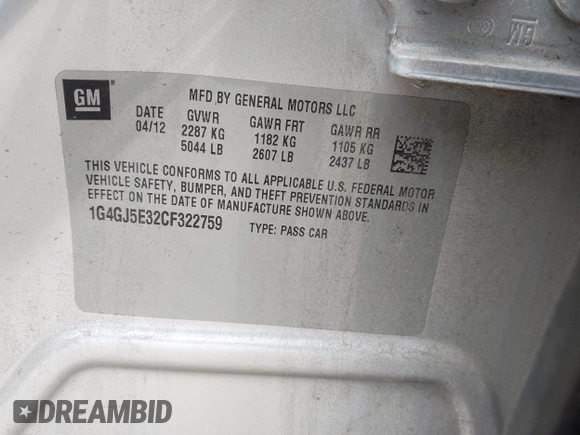 GM
MFD BY GENERAL MOTORS LLC
DATE GVWR GAWR FRT GAWR RR
04/12 2287 KG 1182 KG 1105 KG
5044 LB 2607 LB 2437 LB
THIS VEHICLE CONFORMS TO ALL APPLICABLE U.S. FEDERAL MOTOR
VEHICLE SAFETY, BUMPER, AND THEFT PREVENTION STANDARDS IN
EFFECT ON THE DATE OF MANUFACTURE SHOWN ABOVE.
1G4GJ5E32CF322759 TYPE: PASS CAR
GM
DREAMBID